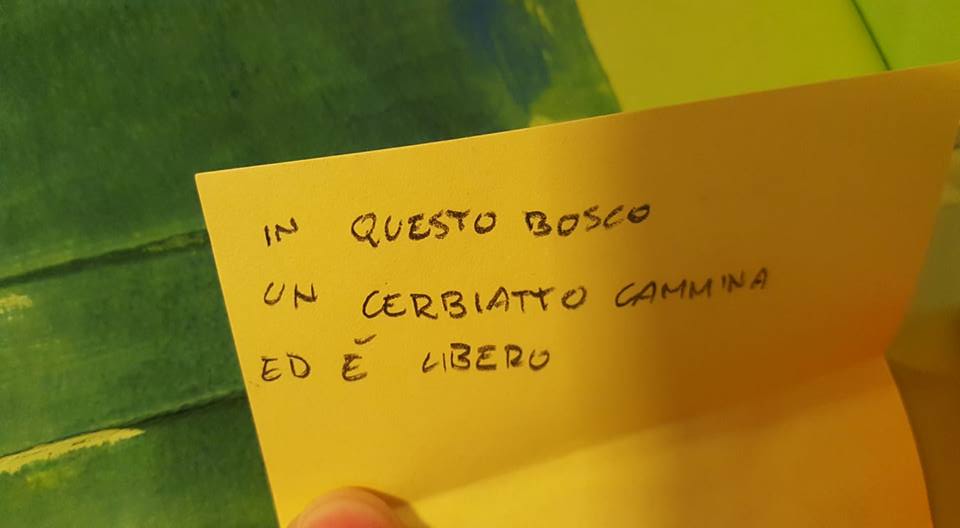 IN QUESTO BOSCO
UN CERBIATTO CAMMINA
ED È LIBERO